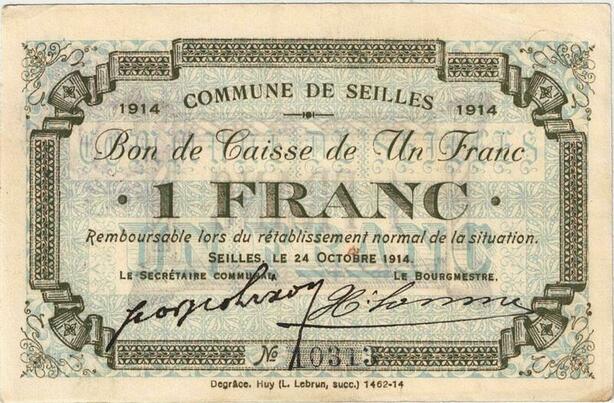 COMMUNE DE SEILLES
1914 1914
Bon de Caisse de Un Franc
· 1 FRANC ·
Remboursable lors du rétablissement normal de la situation.
SEILLES, LE 24 OCTOBRE 1914.
LE SECRÉTAIRE COMMUNAL LE BOURGMESTRE.
No 10313
Degrâce. Huy (L. Lebrun, succ.) 1462-14